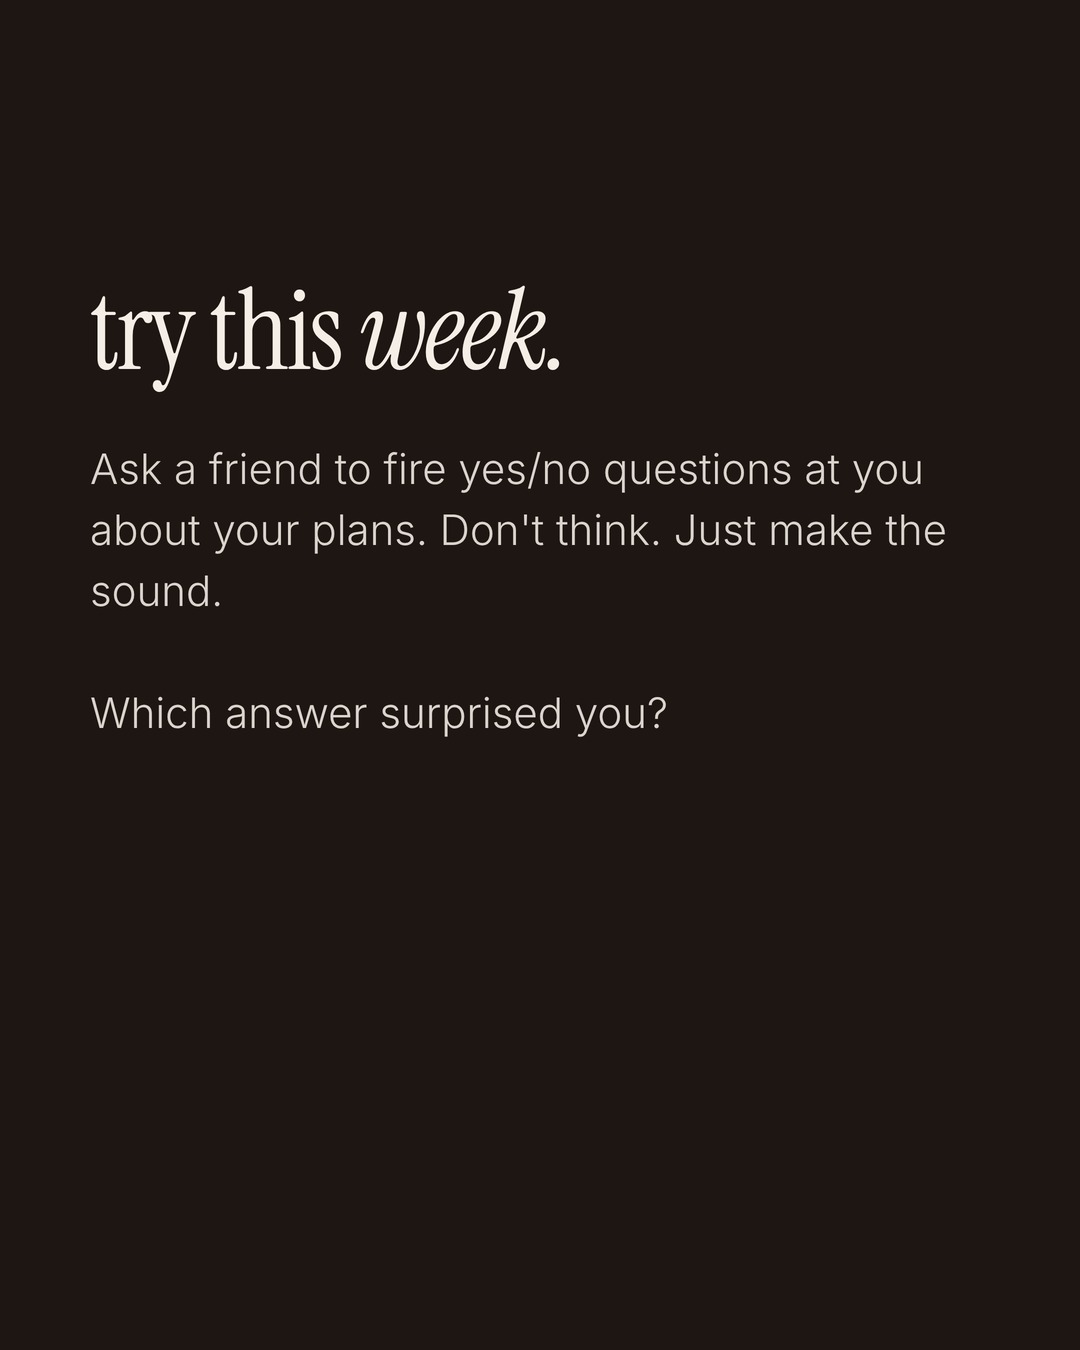 try this week.
Ask a friend to fire yes/no questions at you
about your plans. Don't think. Just make the
sound.
Which answer surprised you?